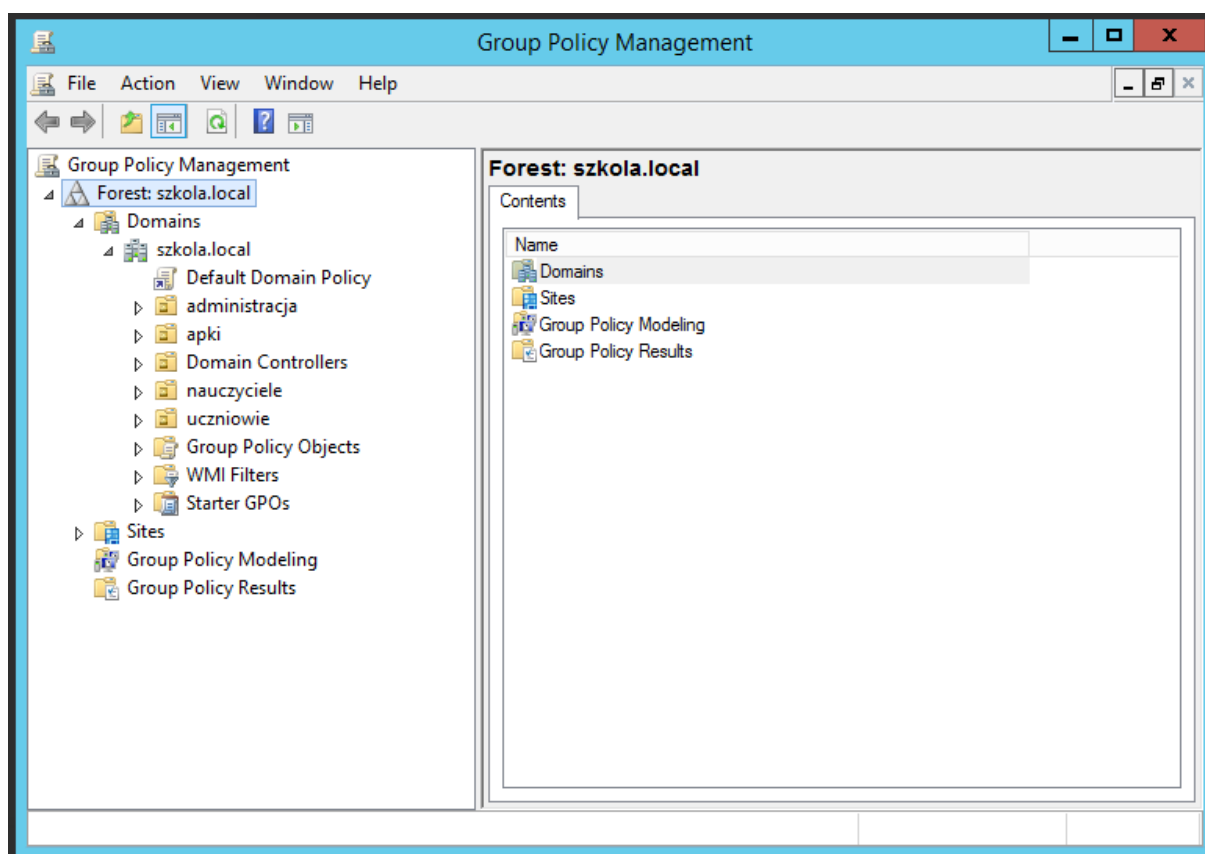 Group Policy Management
File Action View Window Help
Group Policy Management
Forest: szkola.local
Domains
szkola.local
Default Domain Policy
administracja
apki
Domain Controllers
nauczyciele
uczniowie
Group Policy Objects
WMI Filters
Starter GPOs
Sites
Group Policy Modeling
Group Policy Results
Forest: szkola.local
Contents
Name
Domains
Sites
Group Policy Modeling
Group Policy Results